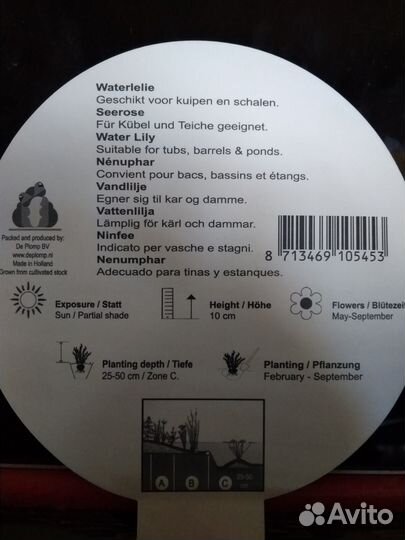 Waterlelie
Geschikt voor kuipen en schalen.
Seerose
Für Kübel und Teiche geeignet.
Water Lily
Suitable for tubs, barrels & ponds.
Nénuphar
Convient pour bacs, bassins et étangs.
Vandlilje
Egner sig til kar og damme.
Vattenlilja
Lämplig för kärl och dammar.
Ninfee
Indicato per vasche e stagni.
Nenumphar
Adecuado para tinas y estanques.
Packed and produced by:
De Plomp BV
www.deplomp.nl
Made in Holland
Grown from cultivated stock
8 713469 105453
Exposure / Statt
Sun / Partial shade
Height / Höhe
10 cm
Flowers / Blütezeit
May-September
Planting depth / Tiefe
25-50 cm / Zone C.
Planting / Pflanzung
February - September
A B C
25-50
cm
Avito